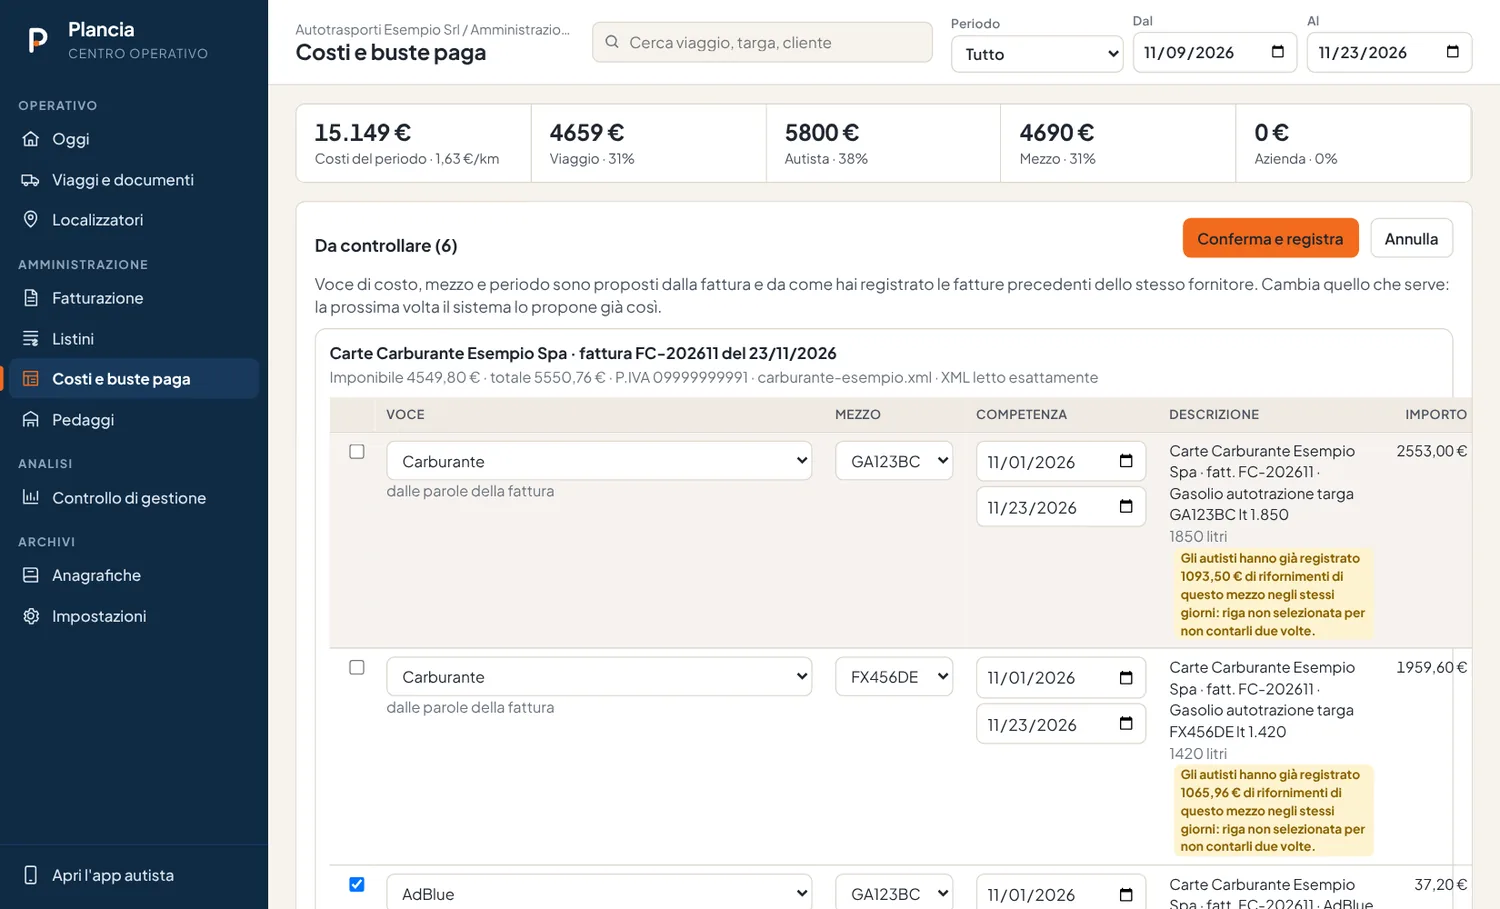 Plancia
CENTRO OPERATIVO
OPERATIVO
Oggi
Viaggi e documenti
Localizzatori
AMMINISTRAZIONE
Fatturazione
Listini
Costi e buste paga
Pedaggi
ANALISI
Controllo di gestione
ARCHIVI
Anagrafiche
Impostazioni
Apri l'app autista
Autotrasporti Esempio Srl / Amministrazio...
Costi e buste paga
Cerca viaggio, targa, cliente
Periodo
Tutto
Dal
11/09/2026
Al
11/23/2026
15.149 €
Costi del periodo · 1,63 €/km
4659 €
Viaggio · 31%
5800 €
Autista · 38%
4690 €
Mezzo · 31%
0 €
Azienda · 0%
Da controllare (6)
Conferma e registra
Annulla
Voce di costo, mezzo e periodo sono proposti dalla fattura e da come hai registrato le fatture precedenti dello stesso fornitore. Cambia quello che serve:
la prossima volta il sistema lo propone già così.
Carte Carburante Esempio Spa · fattura FC-202611 del 23/11/2026
Imponibile 4549,80 € · totale 5550,76 € · P.IVA 09999999991 · carburante-esempio.xml · XML letto esattamente
VOCE MEZZO COMPETENZA DESCRIZIONE IMPORTO
Carburante
dalle parole della fattura
GA123BC
11/01/2026
11/23/2026
Carte Carburante Esempio
Spa · fatt. FC-202611 ·
Gasolio autotrazione targa
GA123BC lt 1.850
1850 litri
Gli autisti hanno già registrato
1093,50 € di rifornimenti di
questo mezzo negli stessi
giorni: riga non selezionata per
non contarli due volte.
2553,00 €
Carburante
dalle parole della fattura
FX456DE
11/01/2026
11/23/2026
Carte Carburante Esempio
Spa · fatt. FC-202611 ·
Gasolio autotrazione targa
FX456DE lt 1.420
1420 litri
Gli autisti hanno già registrato
1065,96 € di rifornimenti di
questo mezzo negli stessi
giorni: riga non selezionata per
non contarli due volte.
1959,60 €
AdBlue
GA123BC
11/01/2026
Carte Carburante Esempio
Spa · fatt. FC-202611 · AdBlue
37,20 €